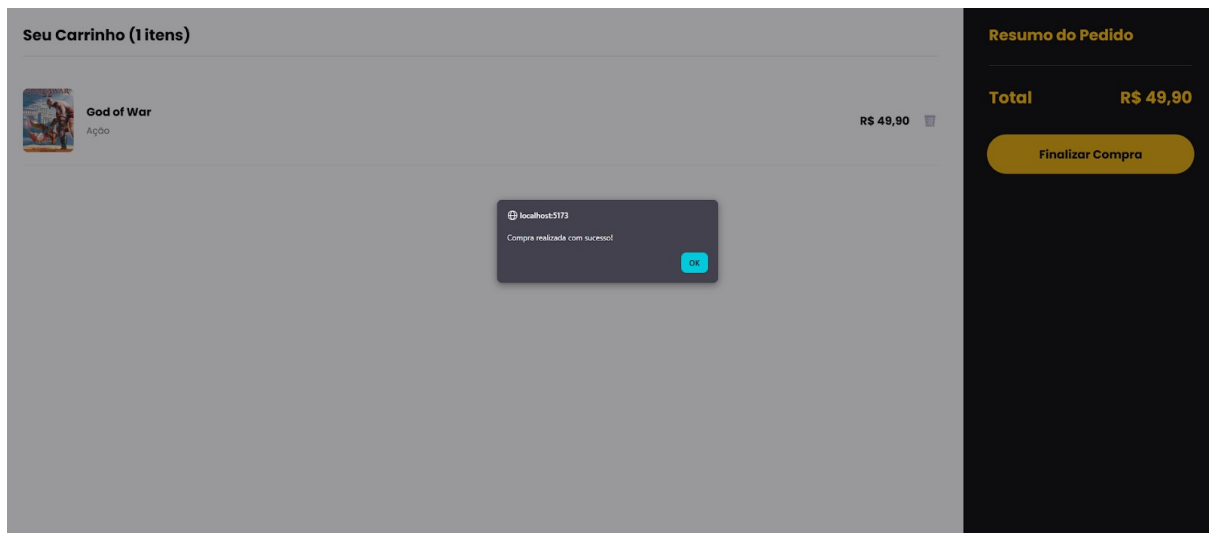 Seu Carrinho (1 itens)
God of War
Ação
R$ 49,90
localhost:5173
Compra realizada com sucesso!
OK
Resumo do Pedido
Total R$ 49,90
Finalizar Compra